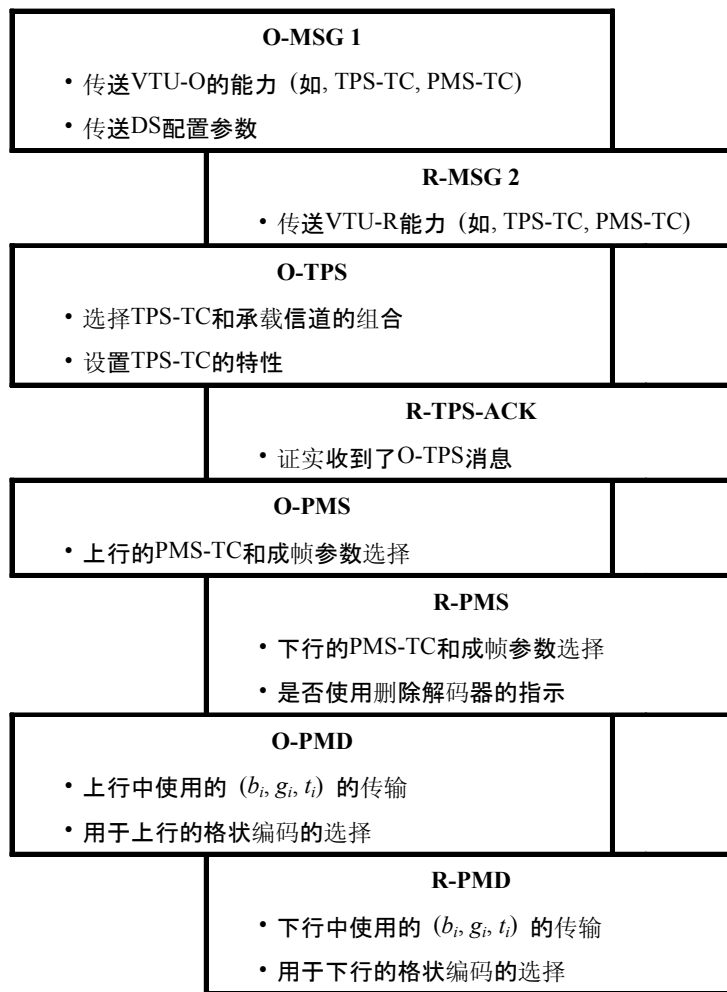 O-MSG 1
• 传送VTU-O的能力 (如, TPS-TC, PMS-TC)
• 传送DS配置参数
R-MSG 2
• 传送VTU-R能力 (如, TPS-TC, PMS-TC)
O-TPS
• 选择TPS-TC和承载信道的组合
• 设置TPS-TC的特性
R-TPS-ACK
• 证实收到了O-TPS消息
O-PMS
• 上行的PMS-TC和成帧参数选择
R-PMS
• 下行的PMS-TC和成帧参数选择
• 是否使用删除解码器的指示
O-PMD
• 上行中使用的 (bi, gi, ti) 的传输
• 用于上行的格状编码的选择
R-PMD
• 下行中使用的 (bi, gi, ti) 的传输
• 用于下行的格状编码的选择